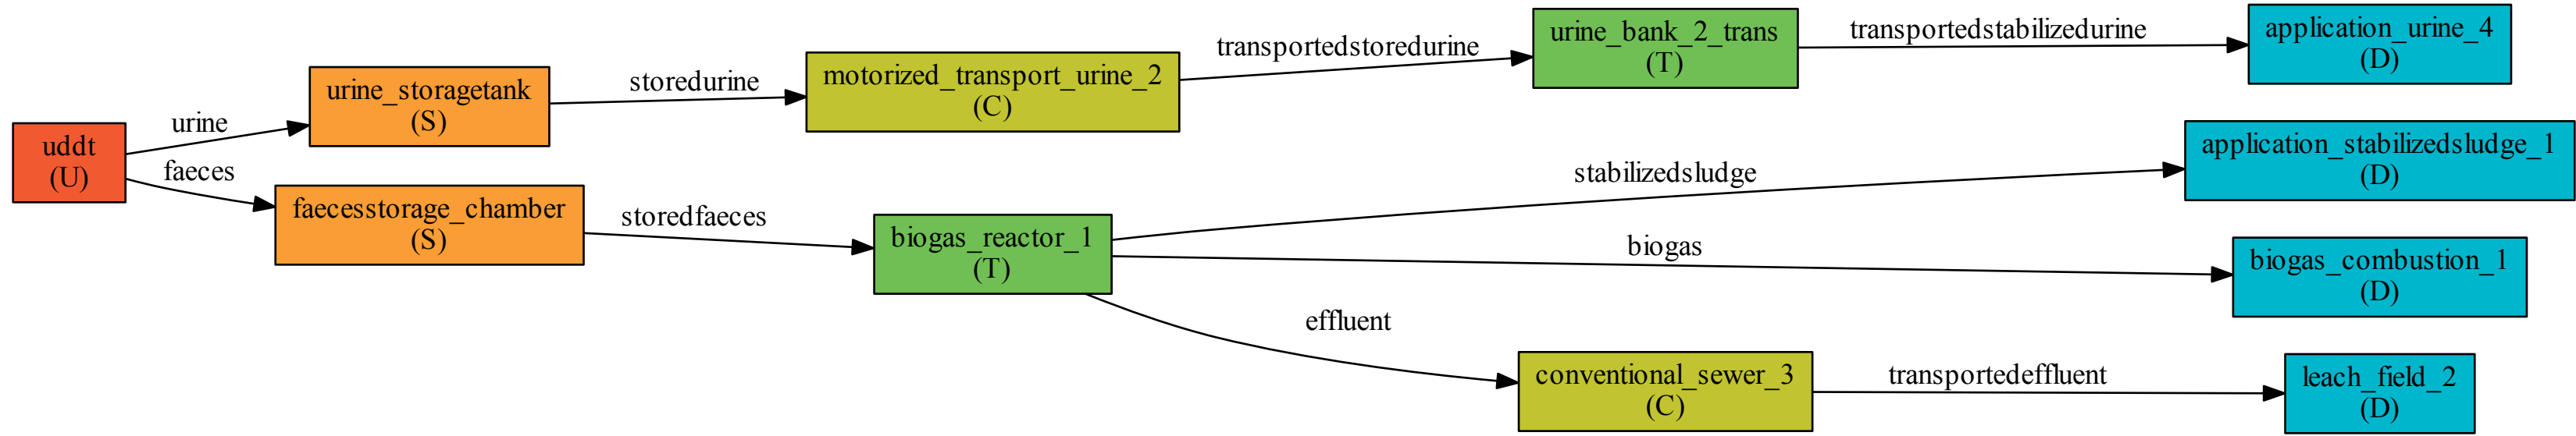 uddt
(U)
urine
faeces
urine_storagetank
(S)
faecesstorage_chamber
(S)
storedurine
storedfaeces
motorized_transport_urine_2
(C)
biogas_reactor_1
(T)
transportedstoredurine
stabilizedsludge
biogas
effluent
urine_bank_2_trans
(T)
conventional_sewer_3
(C)
transportedstabilizedurine
transportedeffluent
application_urine_4
(D)
application_stabilizedsludge_1
(D)
biogas_combustion_1
(D)
leach_field_2
(D)